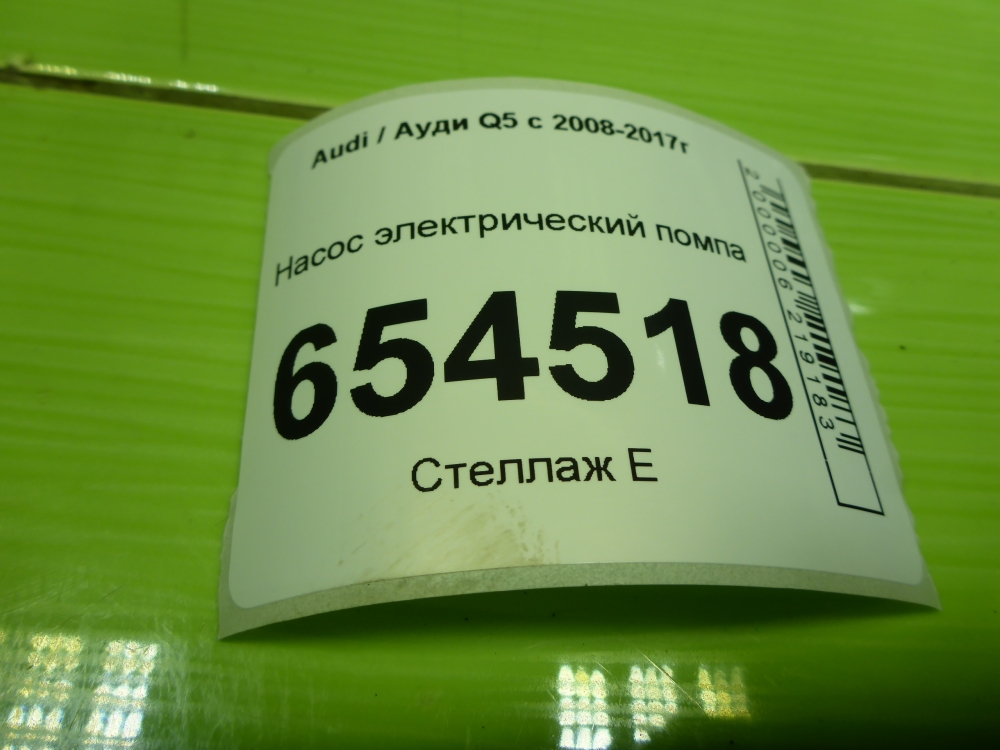 Audi / Ауди Q5 с 2008-2017г
Насос электрический помпа
654518
Стеллаж Е
2000006219183